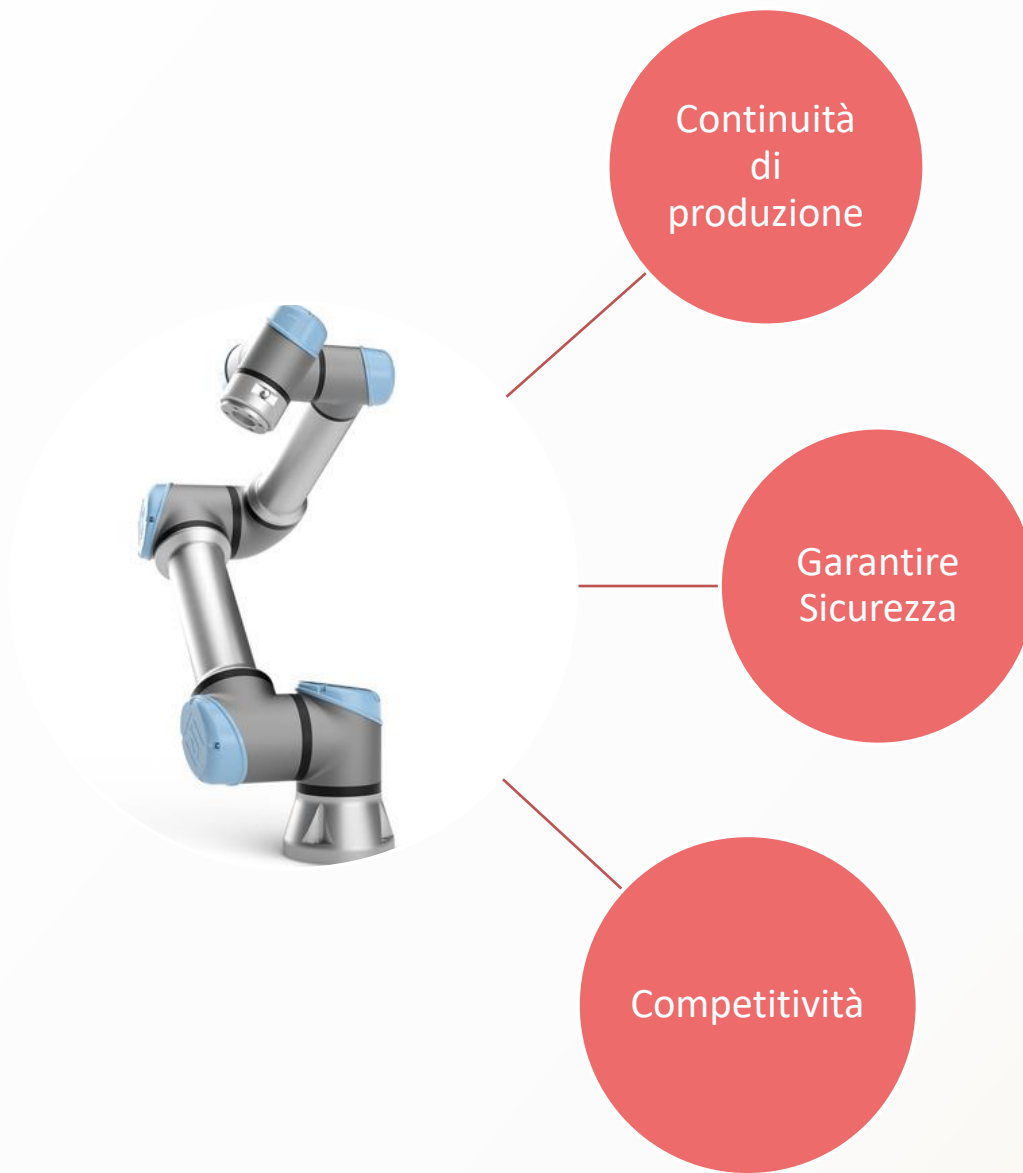 Continuità
di
produzione
Garantire
Sicurezza
Competitività